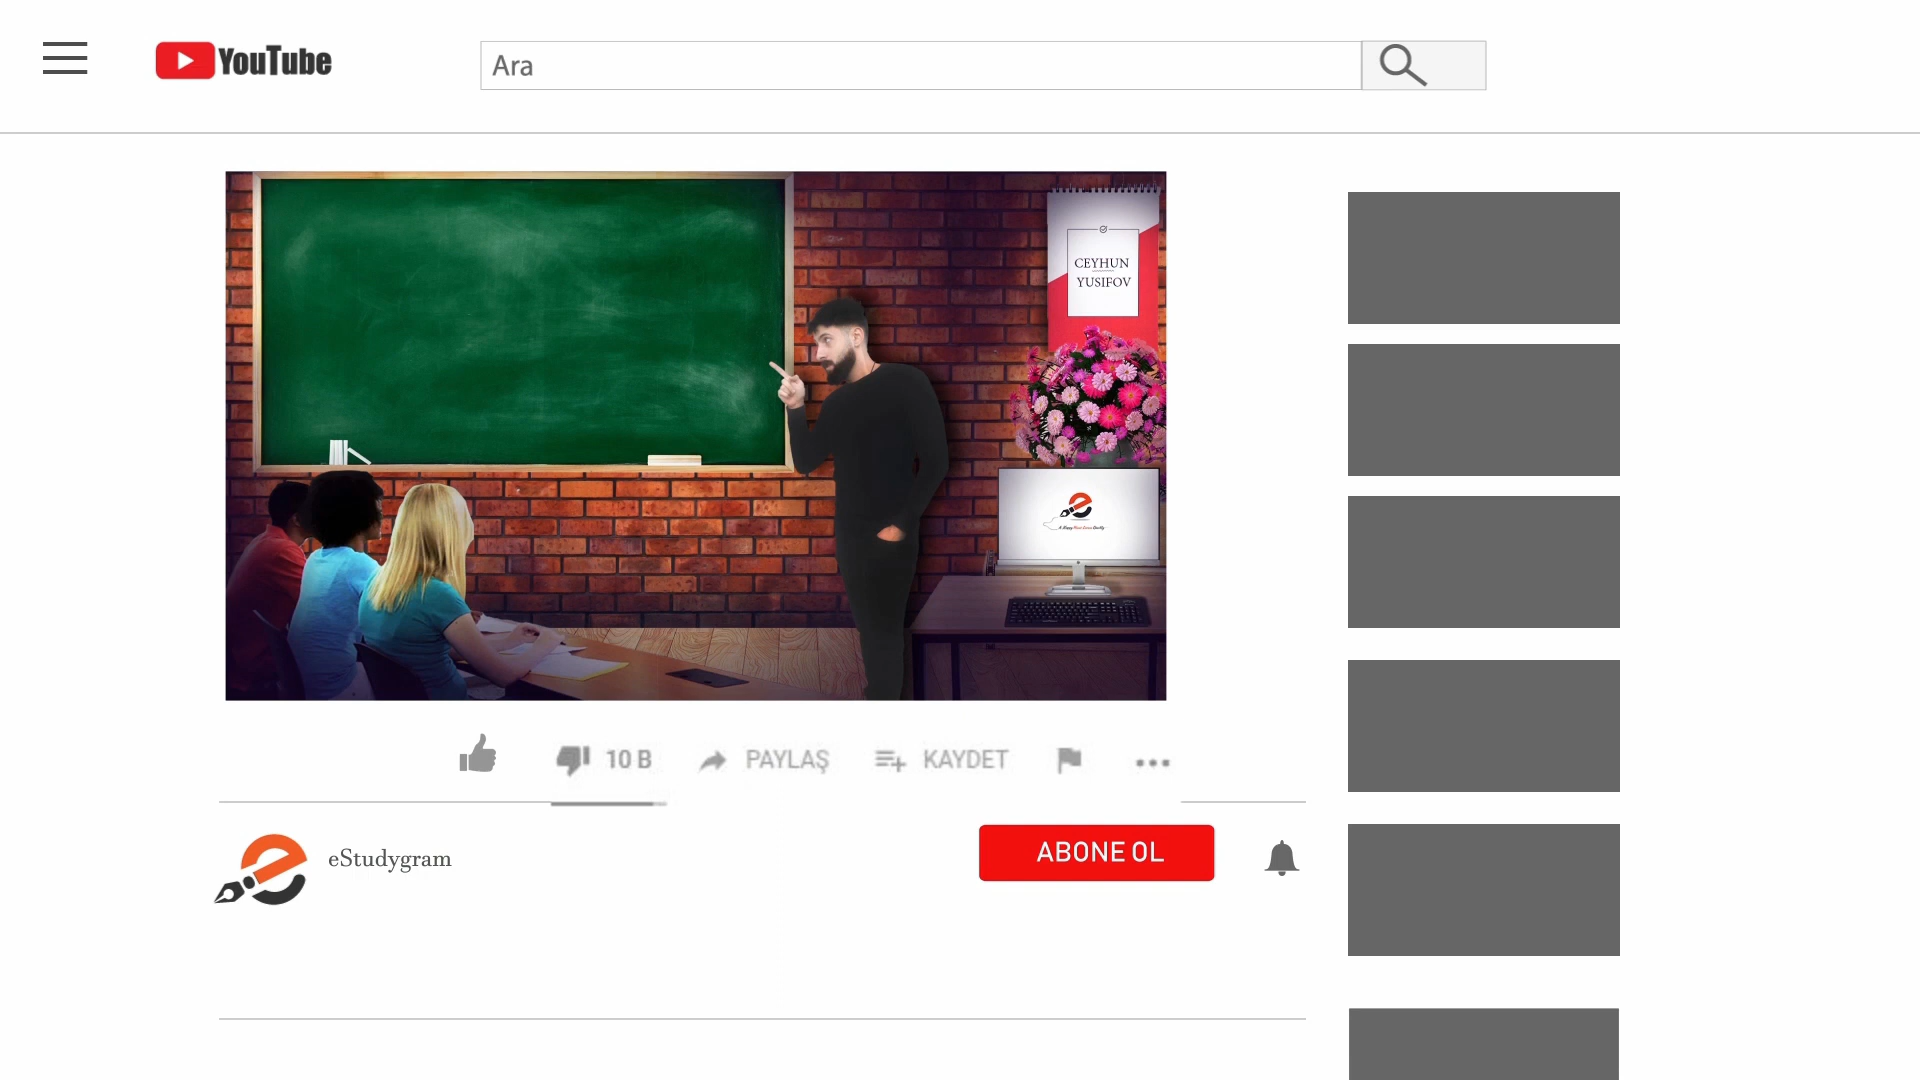 YouTube
Ara
CEYHUN
YUSIFOV
10 B
PAYLAŞ
KAYDET
eStudygram
ABONE OL